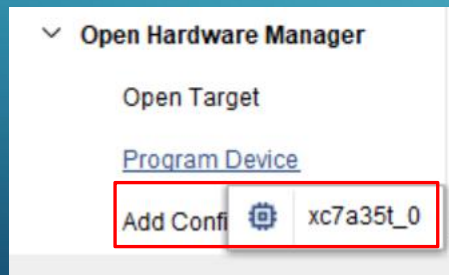 Open Hardware Manager
Open Target
Program Device
Add Confi xc7a35t_0